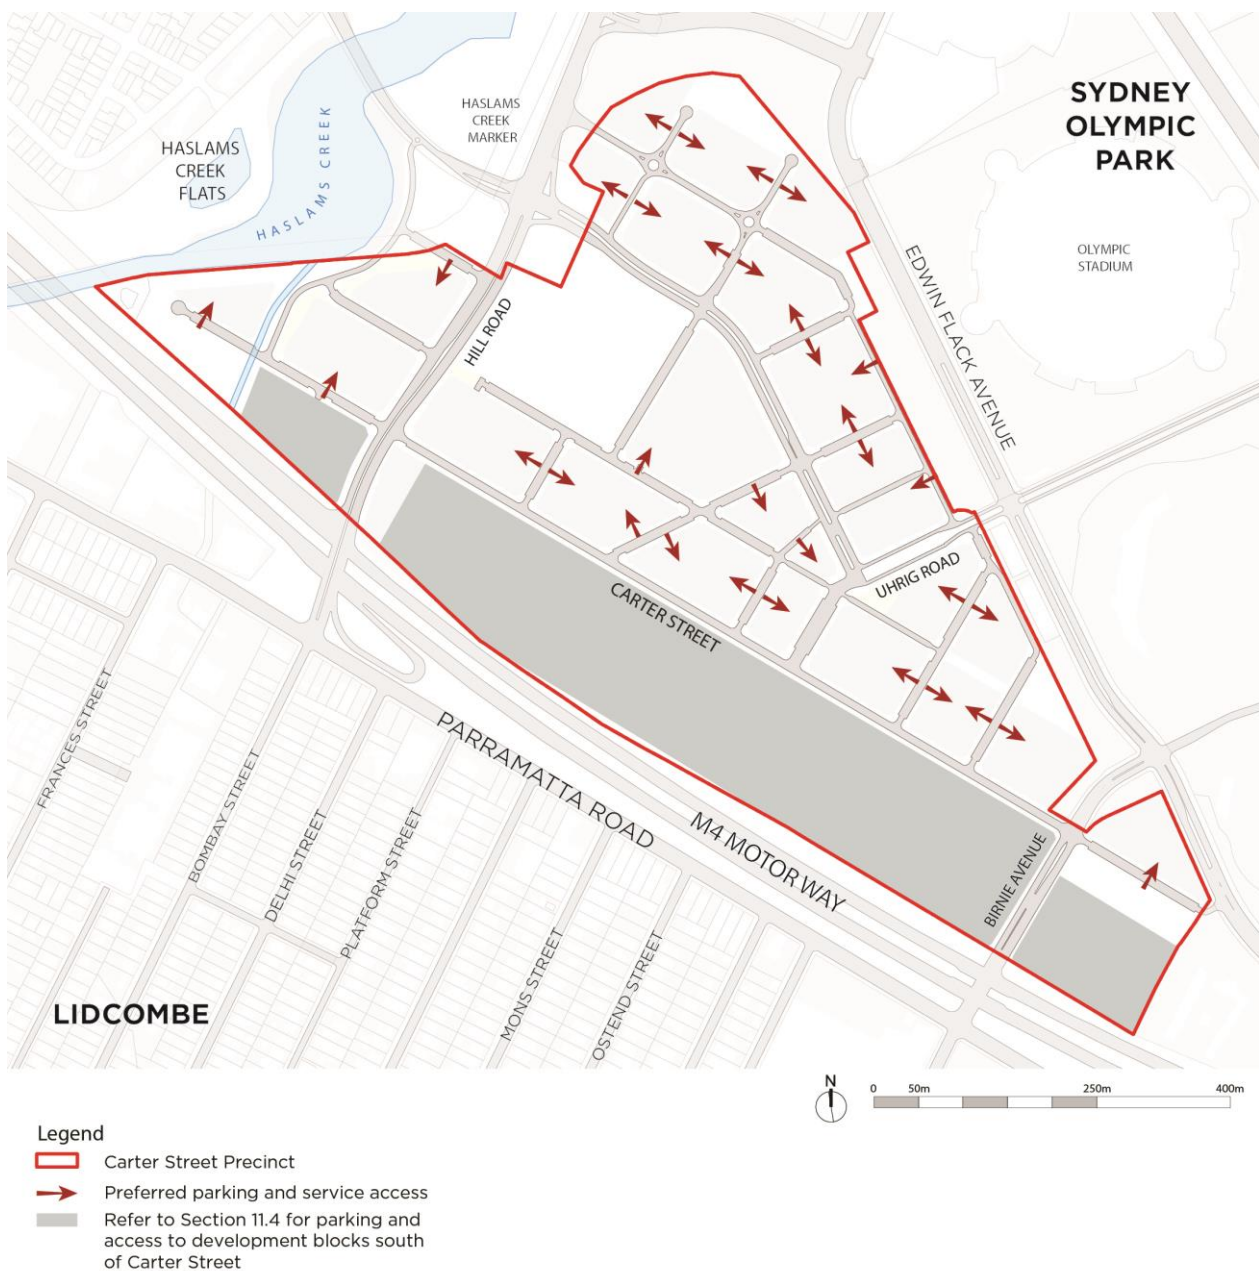 SYDNEY
OLYMPIC
PARK
HASLAMS
CREEK
MARKER
HASLAMS
CREEK
FLATS
HASLAMS CREEK
OLYMPIC
STADIUM
EDWIN FLACK AVENUE
HILL ROAD
UHRIG ROAD
CARTER STREET
FRANCES STREET
BOMBAY STREET
DELHI STREET
PLATFORM STREET
PARRAMATTA ROAD
M4 MOTORWAY
BIRNIE AVENUE
MONS STREET
OSTEND STREET
LIDCOMBE
N
0 50m 250m 400m
Legend
Carter Street Precinct
Preferred parking and service access
Refer to Section 11.4 for parking and
access to development blocks south
of Carter Street